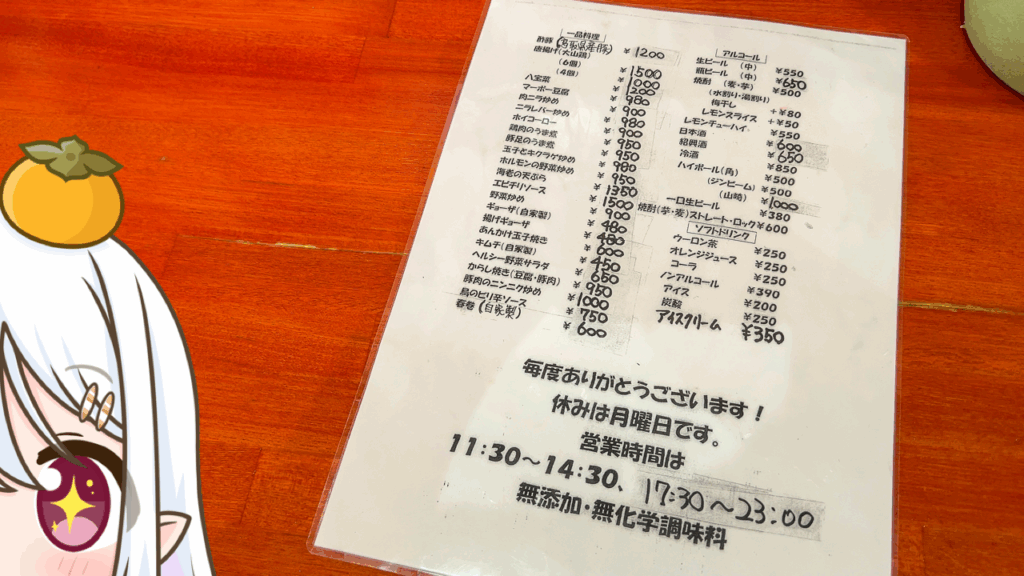 一品料理
酢豚 ¥1200
唐揚げ(大山鶏)
(6個) ¥1500
(4個) ¥1000
八宝菜 ¥1200
マーボー豆腐 ¥980
肉ニラ炒め ¥900
ニラレバー炒め ¥980
ホイコーロー ¥900
鶏肉のうま煮 ¥950
豚足のうま煮 ¥950
玉子とキクラゲ炒め ¥980
ホルモンの野菜炒め ¥950
海老の天ぷら ¥1350
エビチリソース ¥1500
野菜炒め ¥900
ギョーザ(自家製) ¥480
揚げギョーザ ¥480
あんかけ玉子焼き ¥600
キムチ(自家製) ¥450
ヘルシー野菜サラダ ¥650
からし焼き(豆腐・豚肉) ¥950
豚肉のニンニク炒め ¥1000
鳥のピリ辛ソース ¥750
春巻(自家製) ¥600
アルコール
生ビール (中) ¥550
瓶ビール (中) ¥650
焼酎 (麦・芋) ¥500
(水割り・湯割り)
梅干し +¥80
レモンスライス +¥50
レモンチューハイ ¥550
日本酒 ¥600
紹興酒 ¥650
冷酒 ¥850
ハイボール(角) ¥500
(ジンビーム) ¥500
(山崎) ¥1000
一口生ビール ¥380
焼酎(芋・麦)ストレート・ロック ¥600
ソフトドリンク
ウーロン茶 ¥250
オレンジジュース ¥250
コーラ ¥250
ノンアルコール ¥390
アイス ¥200
炭酸 ¥250
アイスクリーム ¥350
毎度ありがとうございます！
休みは月曜日です。
営業時間は
11:30～14:30、17:30～23:00
無添加・無化学調味料